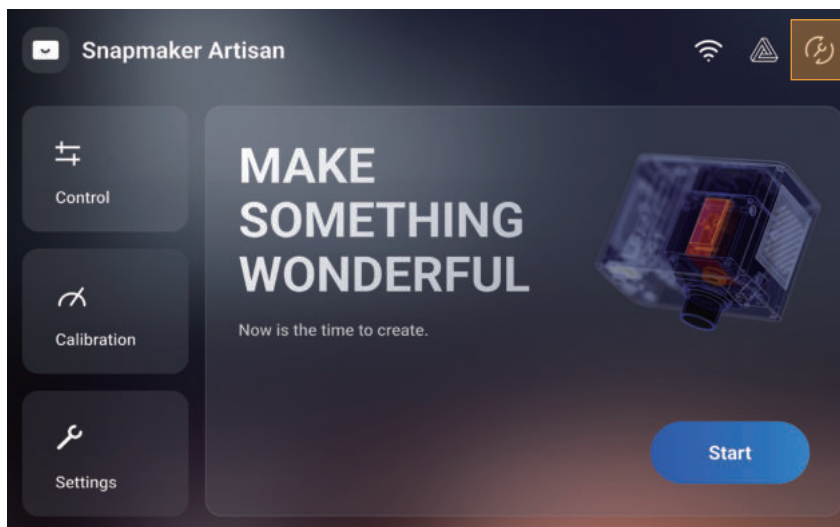 Snapmaker Artisan
Control
Calibration
Settings
MAKE
SOMETHING
WONDERFUL
Now is the time to create.
Start